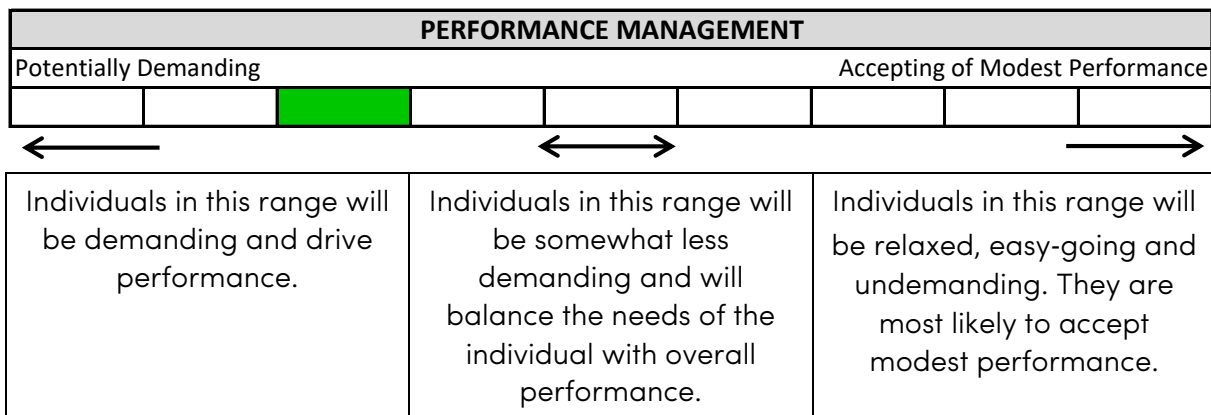 PERFORMANCE MANAGEMENT
Potentially Demanding
Accepting of Modest Performance
Individuals in this range will
be demanding and drive
performance.
Individuals in this range will
be somewhat less
demanding and will
balance the needs of the
individual with overall
performance.
Individuals in this range will
be relaxed, easy-going and
undemanding. They are
most likely to accept
modest performance.